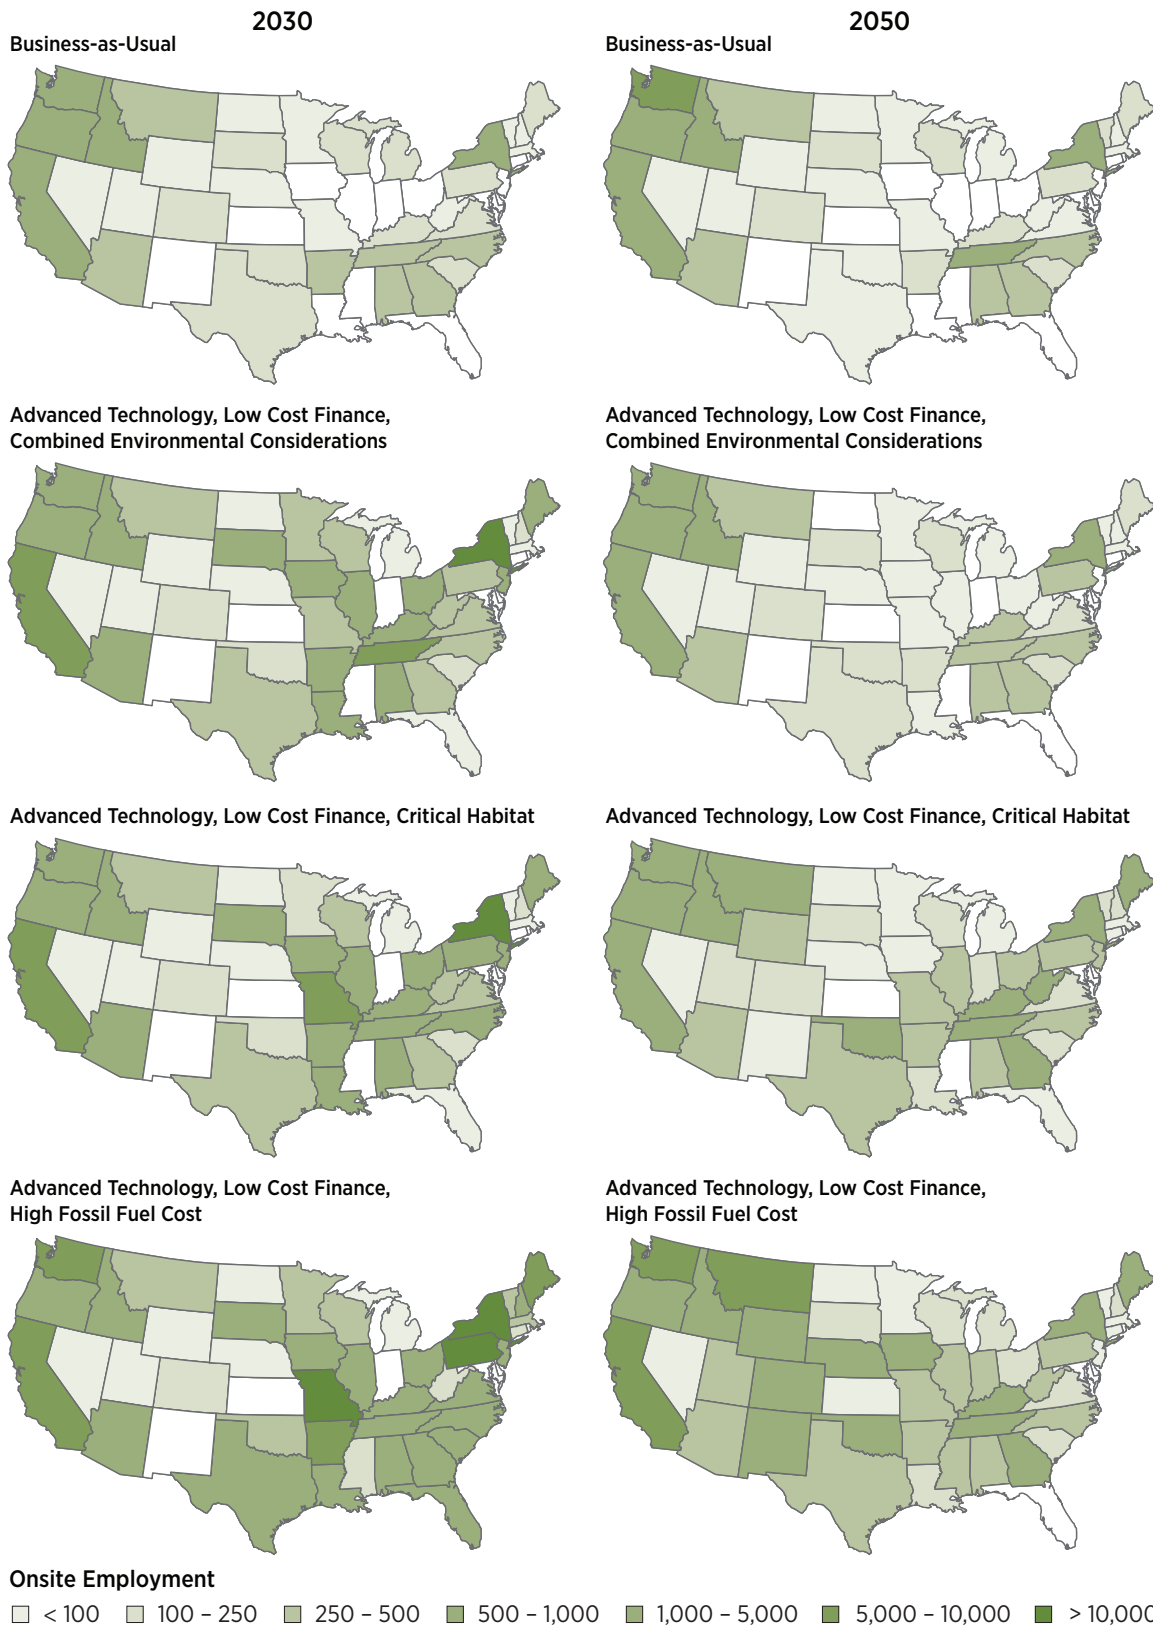 2030
2050
Business-as-Usual
Business-as-Usual
Advanced Technology, Low Cost Finance,
Combined Environmental Considerations
Advanced Technology, Low Cost Finance,
Combined Environmental Considerations
Advanced Technology, Low Cost Finance, Critical Habitat
Advanced Technology, Low Cost Finance, Critical Habitat
Advanced Technology, Low Cost Finance,
High Fossil Fuel Cost
Advanced Technology, Low Cost Finance,
High Fossil Fuel Cost
Onsite Employment
< 100 100 – 250 250 – 500 500 – 1,000 1,000 – 5,000 5,000 – 10,000 > 10,000